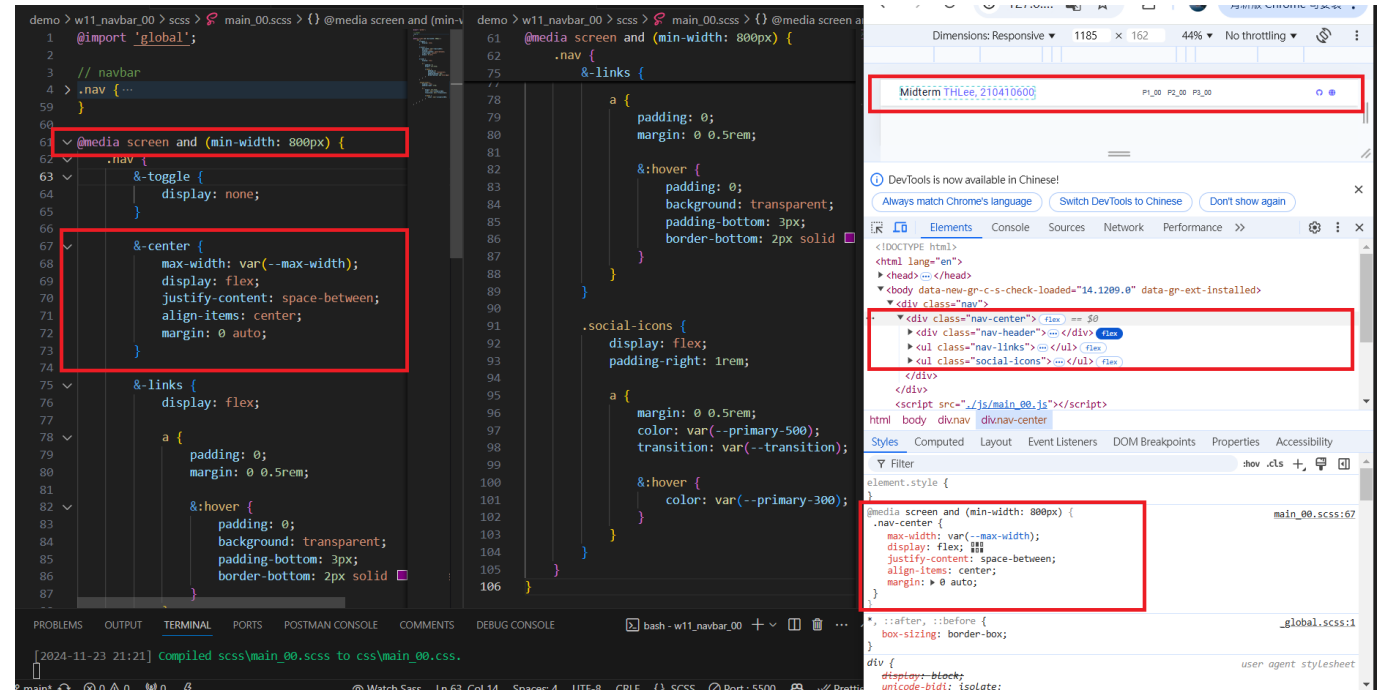 demo > w11_navbar_00 > scss > main_00.scss > {} @media screen and (min-w
1 @import 'global';
2
3 // navbar
4 .nav { ...
59 }
60
61 @media screen and (min-width: 800px) {
62 .nav {
63 &-toggle {
64 display: none;
65 }
66
67 &-center {
68 max-width: var(--max-width);
69 display: flex;
70 justify-content: space-between;
71 align-items: center;
72 margin: 0 auto;
73 }
74
75 &-links {
76 display: flex;
77
78 a {
79 padding: 0;
80 margin: 0 0.5rem;
81
82 &:hover {
83 padding: 0;
84 background: transparent;
85 padding-bottom: 3px;
86 border-bottom: 2px solid
87 }
demo > w11_navbar_00 > scss > main_00.scss > {} @media screen a
61 @media screen and (min-width: 800px) {
62 .nav {
75 &-links {
77
78 a {
79 padding: 0;
80 margin: 0 0.5rem;
81
82 &:hover {
83 padding: 0;
84 background: transparent;
85 padding-bottom: 3px;
86 border-bottom: 2px solid
87 }
88 }
89 }
90
91 .social-icons {
92 display: flex;
93 padding-right: 1rem;
94
95 a {
96 margin: 0 0.5rem;
97 color: var(--primary-500);
98 transition: var(--transition);
99
100 &:hover {
101 color: var(--primary-300);
102 }
103 }
104 }
105 }
106 }
PROBLEMS OUTPUT TERMINAL PORTS POSTMAN CONSOLE COMMENTS DEBUG CONSOLE bash - w11_navbar_00
[2024-11-23 21:21] Compiled scss\main_00.scss to css\main_00.css.
main* 0 0 0 Watch Sass Ln 63, Col 14 Spaces: 4 UTF-8 CRLF {} SCSS Port : 5500 Prettie
Dimensions: Responsive 1185 × 162 44% No throttling
Midterm THLee, 210410600 P1_00 P2_00 P3_00
DevTools is now available in Chinese!
Always match Chrome's language Switch DevTools to Chinese Don't show again
Elements Console Sources Network Performance
<!DOCTYPE html>
<html lang="en">
<head> ... </head>
<body data-new-gr-c-s-check-loaded="14.1209.0" data-gr-ext-installed>
<div class="nav">
<div class="nav-center"> flex == $0
<div class="nav-header"> ... </div> flex
<ul class="nav-links"> ... </ul> flex
<ul class="social-icons"> ... </ul> flex
</div>
</div>
<script src="./js/main_00.js"></script>
html body div.nav div.nav-center
Styles Computed Layout Event Listeners DOM Breakpoints Properties Accessibility
Filter :hov .cls
element.style {
}
@media screen and (min-width: 800px) {
.nav-center { main_00.scss:67
max-width: var(--max-width);
display: flex;
justify-content: space-between;
align-items: center;
margin: 0 auto;
}
}
*, ::after, ::before { _global.scss:1
box-sizing: border-box;
}
div { user agent stylesheet
display: block;
unicode-bidi: isolate;